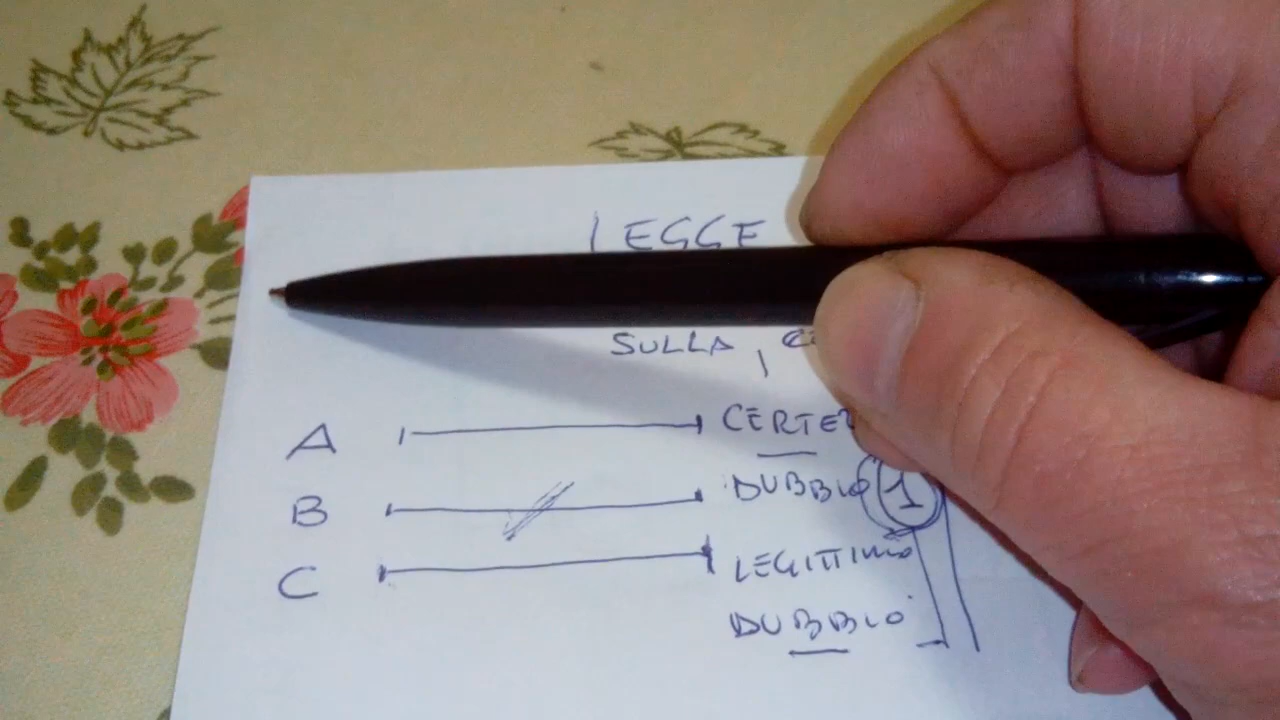 LEGGE
SULLA
A CERTE
B DUBBIO 1
C LEGITTIMO
DUBBIO